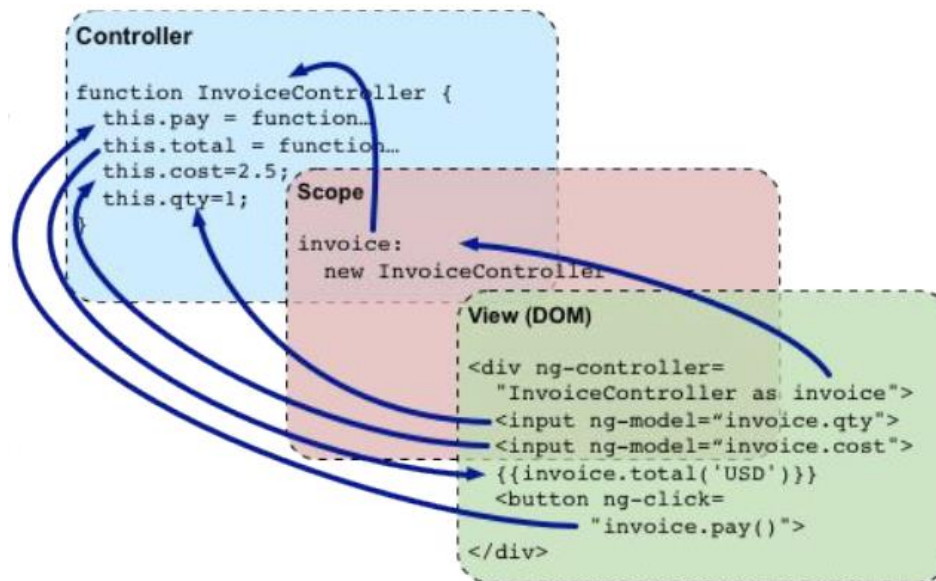 Controller
function InvoiceController {
this.pay = function…
this.total = function…
this.cost=2.5;
this.qty=1;
}
Scope
invoice:
new InvoiceController
View (DOM)
<div ng-controller=
"InvoiceController as invoice">
<input ng-model=“invoice.qty">
<input ng-model=“invoice.cost">
{{invoice.total('USD')}}
<button ng-click=
"invoice.pay()">
</div>